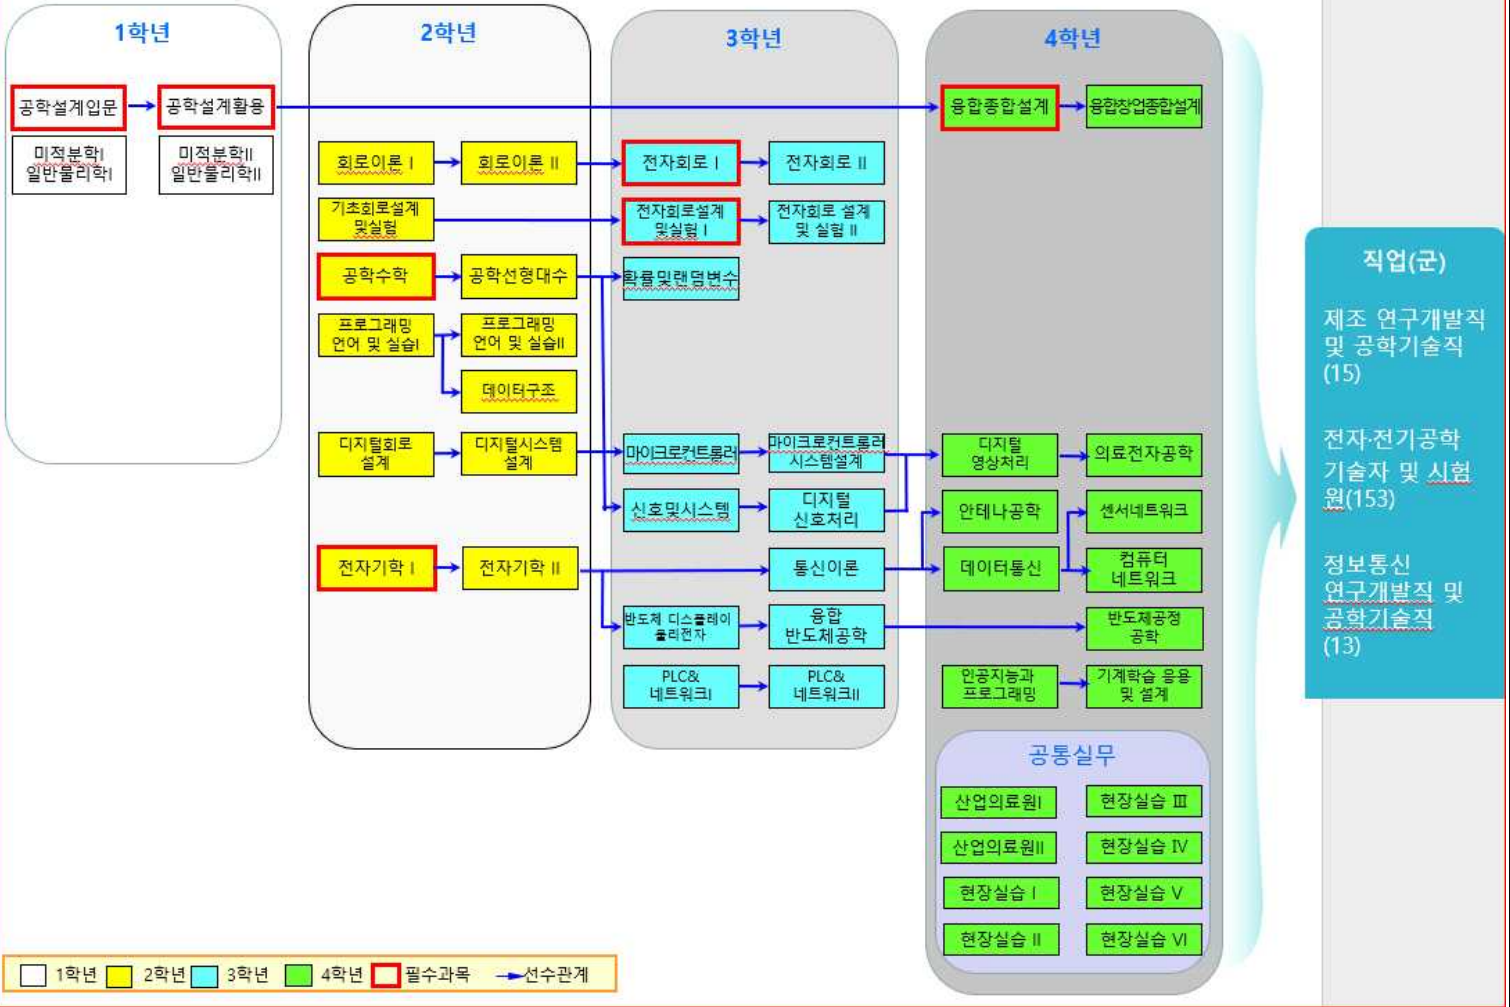 1학년
2학년
3학년
4학년
공학설계입문
공학설계활용
융합종합설계
융합창업종합설계
미적분학I
일반물리학I
미적분학II
일반물리학II
회로이론 I
회로이론 II
전자회로 I
전자회로 II
기초회로설계
및실험
전자회로설계
및실험 I
전자회로 설계
및 실험 II
공학수학
공학선형대수
확률및랜덤변수
프로그래밍
언어 및 실습I
프로그래밍
언어 및 실습II
데이터구조
디지털회로
설계
디지털시스템
설계
마이크로컨트롤러
마이크로컨트롤러
시스템설계
디지털
영상처리
의료전자공학
신호및시스템
디지털
신호처리
안테나공학
센서네트워크
전자기학 I
전자기학 II
통신이론
데이터통신
컴퓨터
네트워크
반도체 디스플레이
물리전자
융합
반도체공학
반도체공정
공학
PLC&
네트워크I
PLC&
네트워크II
인공지능과
프로그래밍
기계학습 응용
및 설계
공통실무
산업의료원I
현장실습 III
산업의료원II
현장실습 IV
현장실습 I
현장실습 V
현장실습 II
현장실습 VI
직업(군)
제조 연구개발직
및 공학기술직
(15)
전자·전기공학
기술자 및 시험
원(153)
정보통신
연구개발직 및
공학기술직
(13)
1학년
2학년
3학년
4학년
필수과목
선수관계